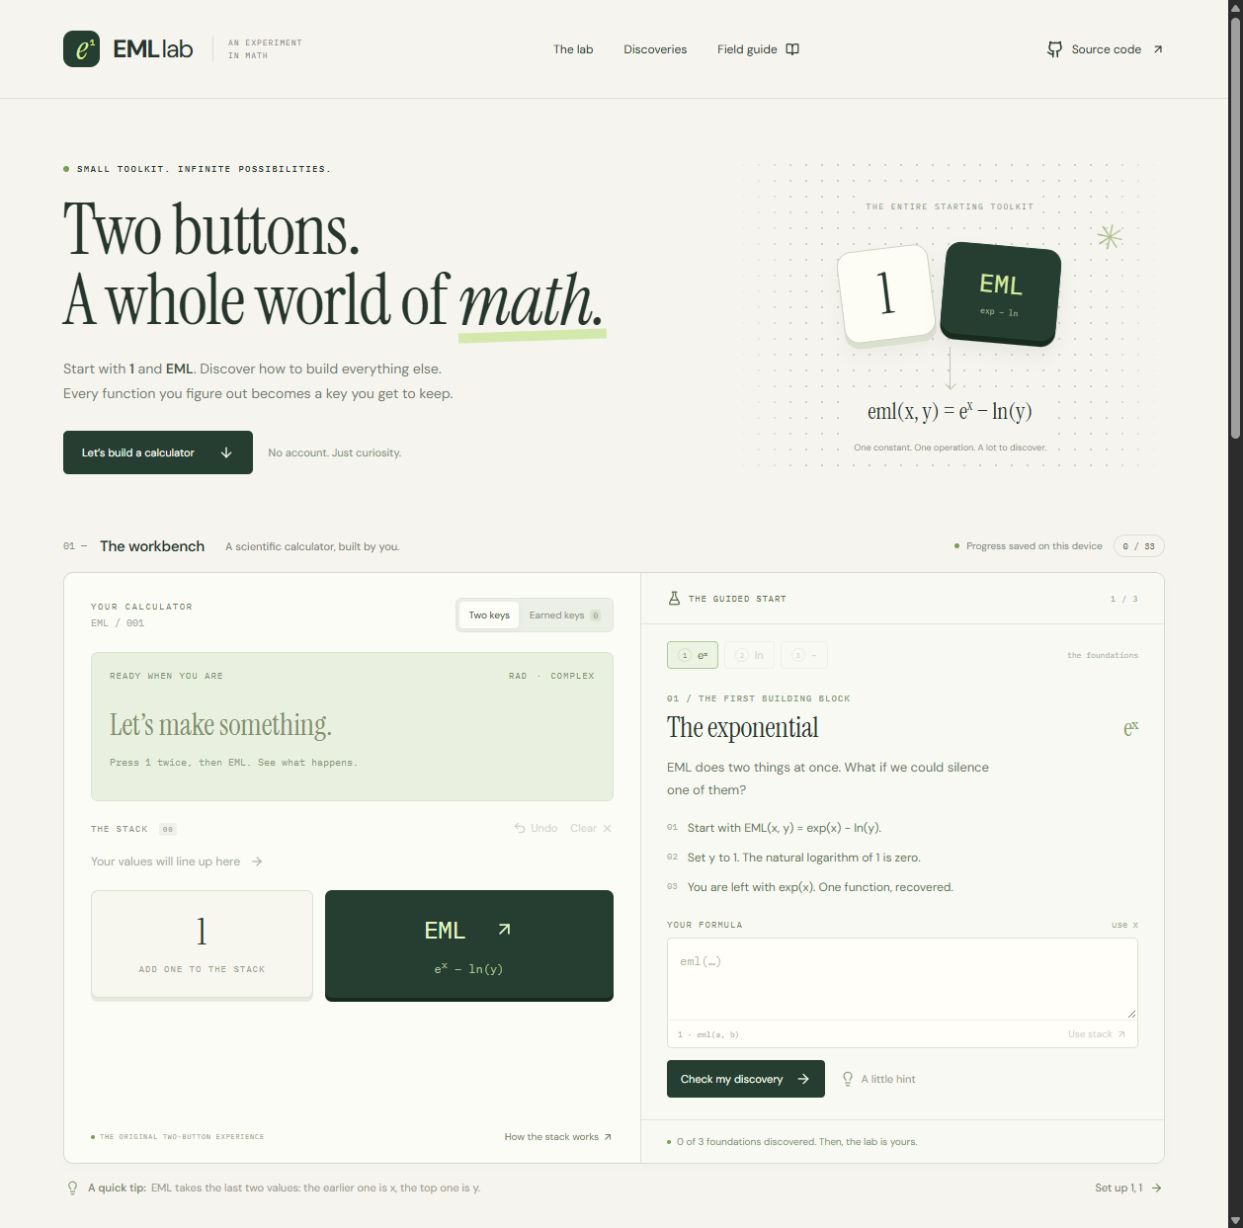 e¹ EML lab
AN EXPERIMENT
IN MATH
The lab
Discoveries
Field guide
Source code
SMALL TOOLKIT. INFINITE POSSIBILITIES.
Two buttons.
A whole world of math.
Start with 1 and EML. Discover how to build everything else.
Every function you figure out becomes a key you get to keep.
Let's build a calculator
No account. Just curiosity.
THE ENTIRE STARTING TOOLKIT
1
EML
exp − ln
eml(x, y) = eˣ − ln(y)
One constant. One operation. A lot to discover.
01 — The workbench
A scientific calculator, built by you.
Progress saved on this device
0 / 33
YOUR CALCULATOR
EML / 001
Two keys
Earned keys 0
READY WHEN YOU ARE
RAD · COMPLEX
Let's make something.
Press 1 twice, then EML. See what happens.
THE STACK 00
Undo
Clear ×
Your values will line up here →
1
ADD ONE TO THE STACK
EML ↗
eˣ − ln(y)
THE ORIGINAL TWO-BUTTON EXPERIENCE
How the stack works ↗
THE GUIDED START
1 / 3
1 eˣ
2 ln
3 −
the foundations
01 / THE FIRST BUILDING BLOCK
The exponential
eˣ
EML does two things at once. What if we could silence
one of them?
01 Start with EML(x, y) = exp(x) − ln(y).
02 Set y to 1. The natural logarithm of 1 is zero.
03 You are left with exp(x). One function, recovered.
YOUR FORMULA
use x
eml(…)
1 · eml(a, b)
Use stack ↗
Check my discovery →
A little hint
0 of 3 foundations discovered. Then, the lab is yours.
A quick tip: EML takes the last two values: the earlier one is x, the top one is y.
Set up 1, 1 →